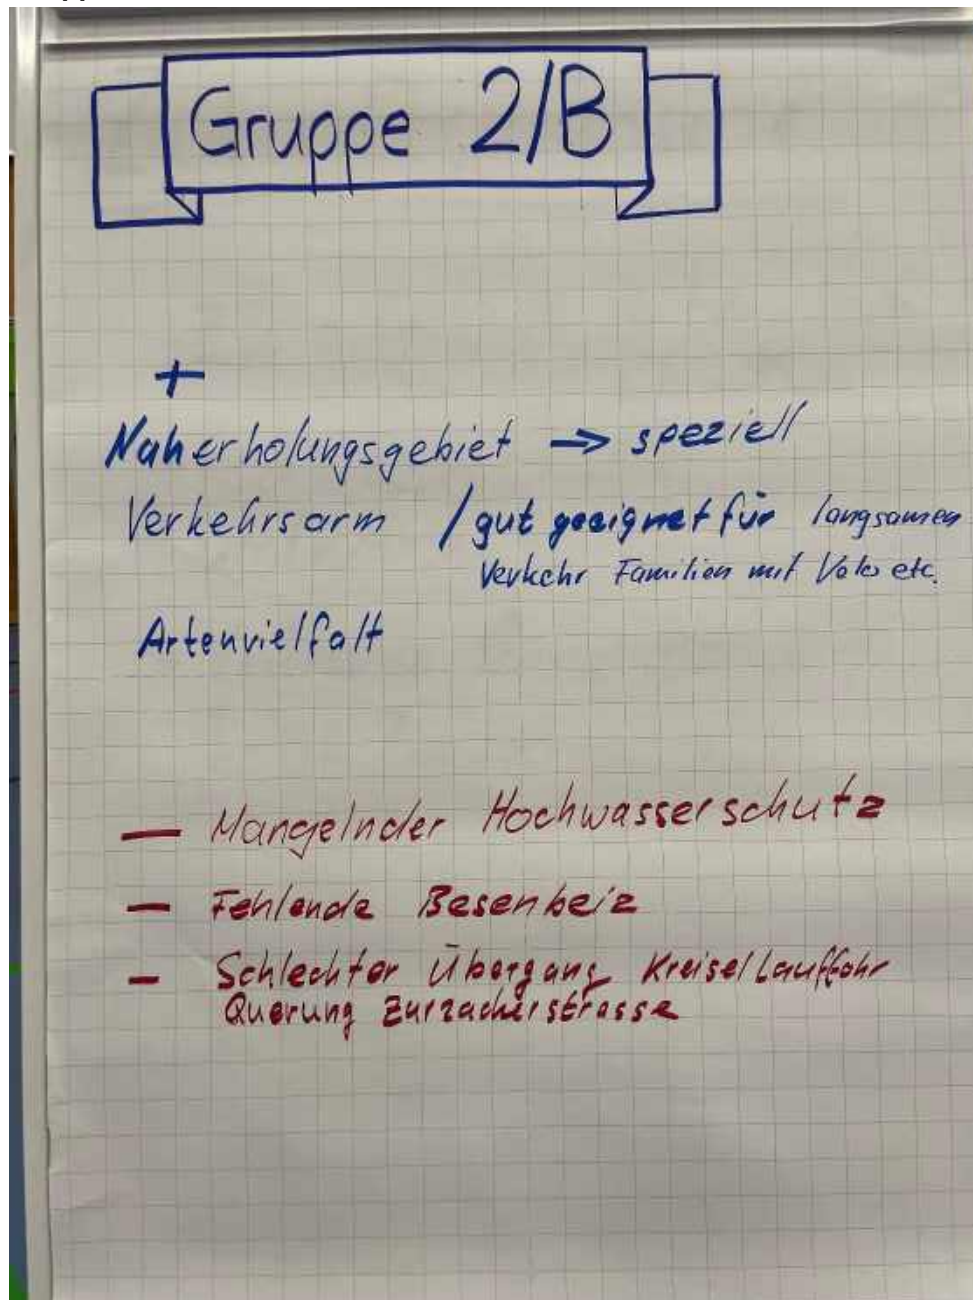 Gruppe 2/B
+
Naherholungsgebiet → speziell
Verkehrsarm / gut geeignet für langsamen
Verkehr Familien mit Velos etc.
Artenvielfalt
— Mangelnder Hochwasserschutz
— Fehlende Besenbeiz
— Schlechter Übergang Kreisel Lauffohr
Querung Zurzacherstrasse